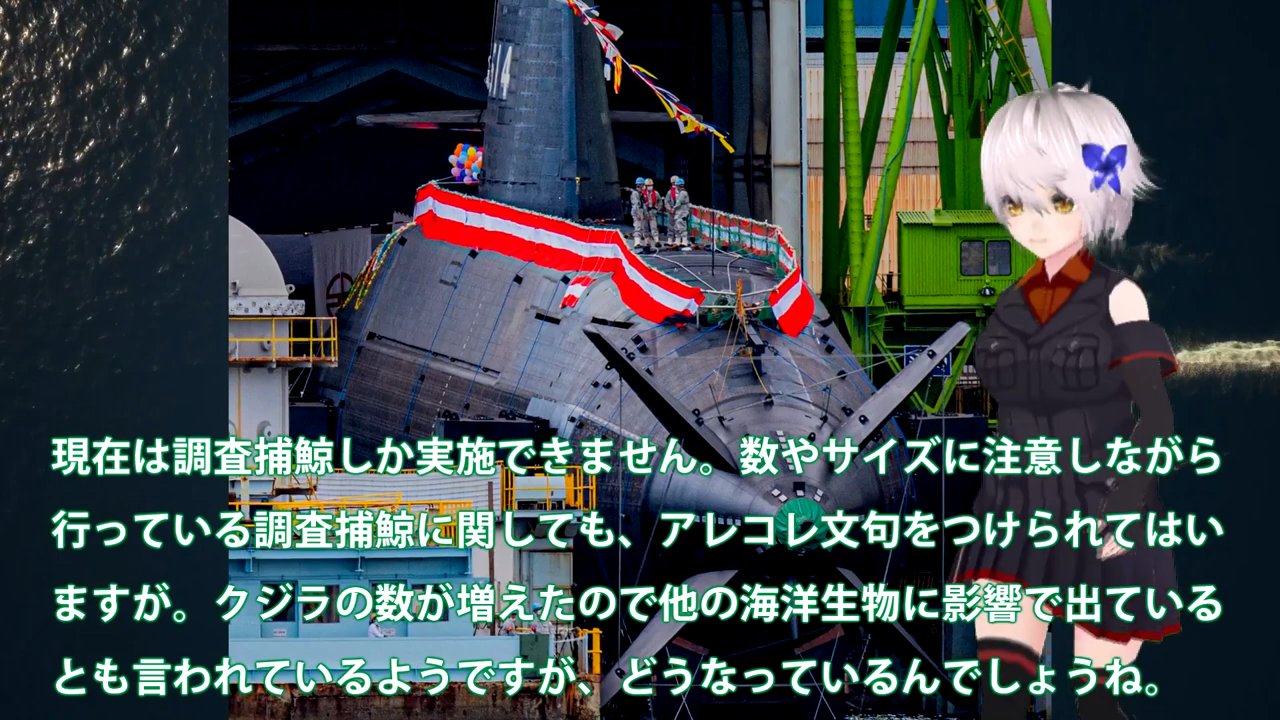 現在は調査捕鯨しか実施できません。数やサイズに注意しながら
行っている調査捕鯨に関しても、アレコレ文句をつけられてはい
ますが。クジラの数が増えたので他の海洋生物に影響で出ている
とも言われているようですが、どうなっているんでしょうね。